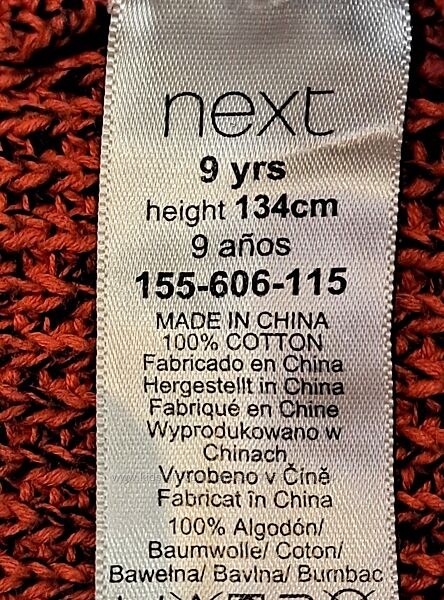 next
9 yrs
height 134cm
9 años
155-606-115
MADE IN CHINA
100% COTTON
Fabricado en China
Hergestellt in China
Fabriqué en Chine
Wyprodukowano w
Chinach
Vyrobeno v Číně
Fabricat în China
100% Algodón/
Baumwolle/ Coton/
Bawełna/ Bavlna/ Bumbac